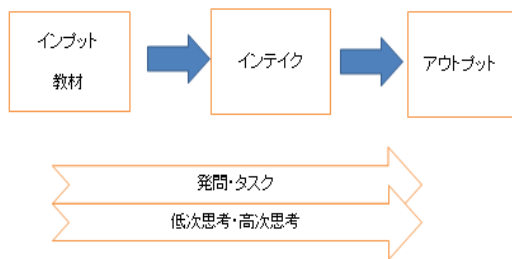 インプット
教材
インテイク
アウトプット
発問・タスク
低次思考・高次思考